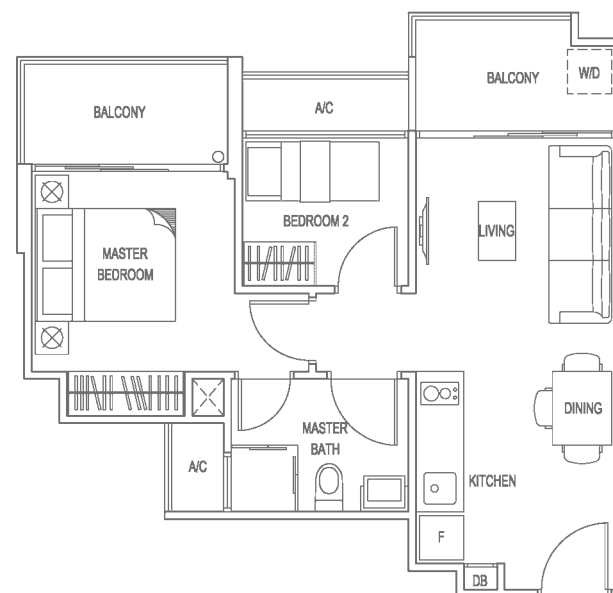 W/D
BALCONY
BALCONY
A/C
BEDROOM 2
LIVING
MASTER
BEDROOM
DINING
MASTER
BATH
A/C
KITCHEN
F
DB